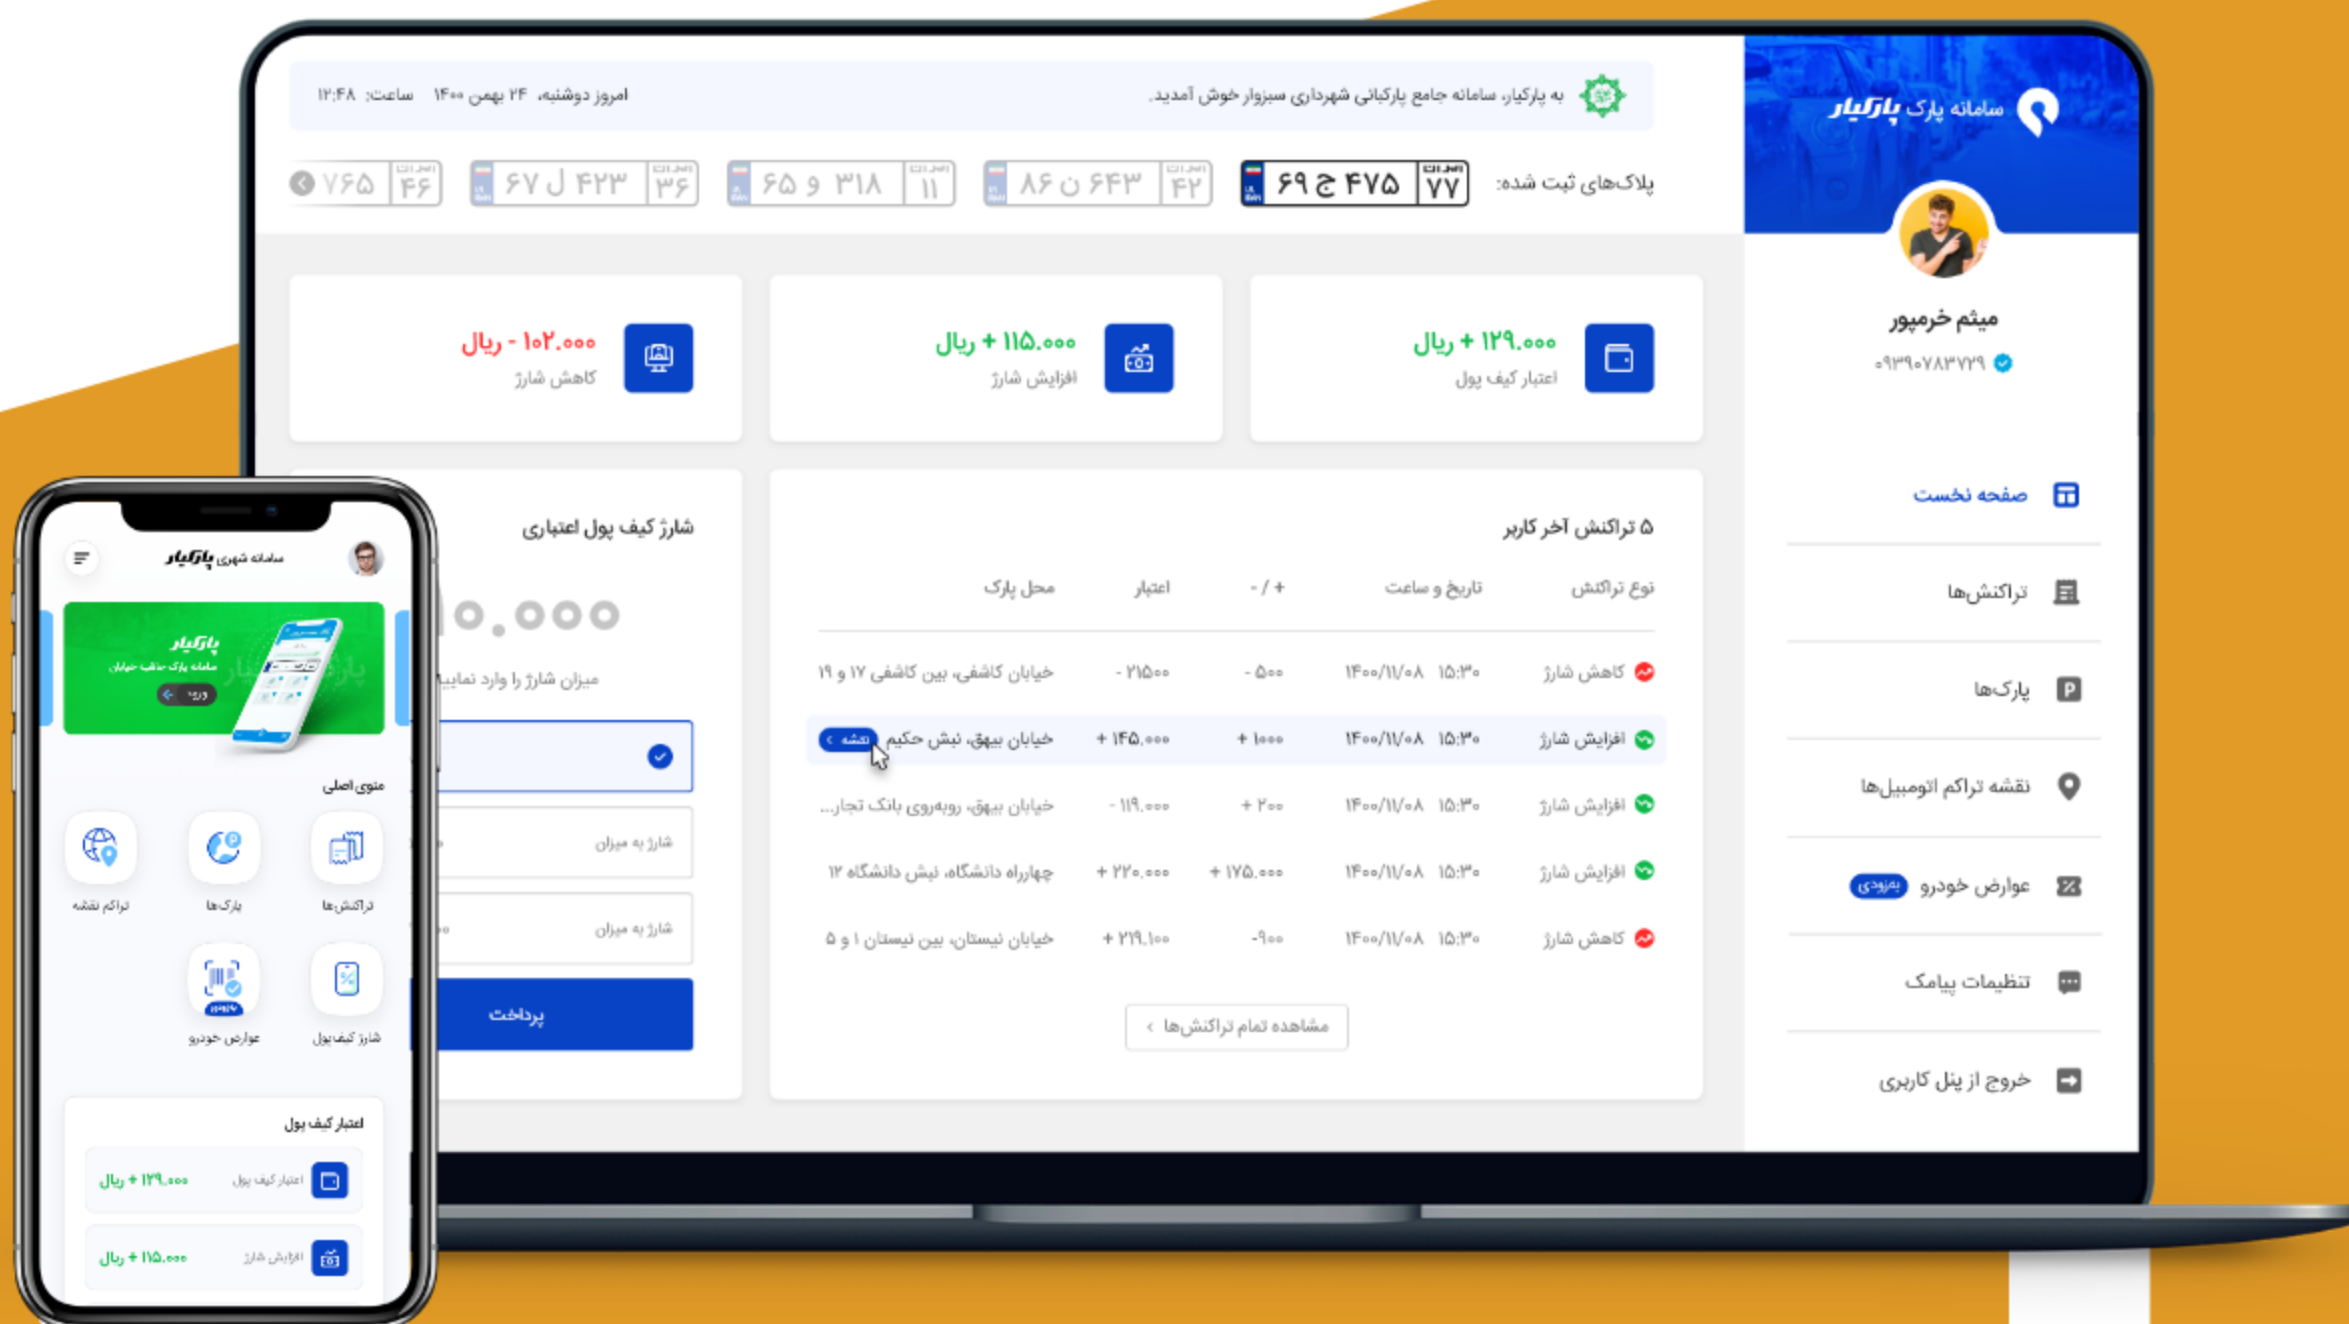 سامانه پارک پارکیار
میثم خرمپور
۰۹۳۹۰۷۸۳۷۲۹
صفحه نخست
تراکنش‌ها
پارک‌ها
نقشه تراکم اتومبیل‌ها
عوارض خودرو بزودی
تنظیمات پیامک
خروج از پنل کاربری
به پارکیار، سامانه جامع پارکبانی شهرداری سبزوار خوش آمدید.
امروز دوشنبه، ۲۴ بهمن ۱۴۰۰ ساعت: ۱۲:۴۸
پلاک‌های ثبت شده:
۶۹ ج ۴۷۵ ایران ۷۷
۸۶ ن ۶۴۳ ۴۲
۶۵ و ۳۱۸ ۱۱
۶۷ ل ۴۲۳ ۳۶
۷۶۵ ۴۶
۱۲۹.۰۰۰ + ریال
اعتبار کیف پول
۱۱۵.۰۰۰ + ریال
افزایش شارژ
۱۰۲.۰۰۰ - ریال
کاهش شارژ
۵ تراکنش آخر کاربر
نوع تراکنش تاریخ و ساعت + / - اعتبار محل پارک
کاهش شارژ ۱۵:۳۰ ۱۴۰۰/۱۱/۰۸ ۵۰۰ - ۲۱۵۰۰ - خیابان کاشفی، بین کاشفی ۱۷ و ۱۹
افزایش شارژ ۱۵:۳۰ ۱۴۰۰/۱۱/۰۸ ۱۰۰۰ + ۱۴۵.۰۰۰ + خیابان بیهق، نبش حکیم نقشه
افزایش شارژ ۱۵:۳۰ ۱۴۰۰/۱۱/۰۸ ۲۰۰ + ۱۱۹.۰۰۰ - خیابان بیهق، روبه‌روی بانک تجار...
افزایش شارژ ۱۵:۳۰ ۱۴۰۰/۱۱/۰۸ ۱۷۵.۰۰۰ + ۲۲۰.۰۰۰ + چهارراه دانشگاه، نبش دانشگاه ۱۲
کاهش شارژ ۱۵:۳۰ ۱۴۰۰/۱۱/۰۸ ۹۰۰- ۲۱۹.۱۰۰ + خیابان نیستان، بین نیستان ۱ و ۵
مشاهده تمام تراکنش‌ها
شارژ کیف پول اعتباری
۱۰.۰۰۰
میزان شارژ را وارد نمایید
شارژ به میزان
شارژ به میزان
پرداخت
سامانه شهری پارکیار
پارکیار
سامانه پارک حاشیه خیابان
ورود
منوی اصلی
تراکنش‌ها
پارک‌ها
تراکم نقشه
شارژ کیف‌پول
عوارض خودرو
اعتبار کیف پول
اعتبار کیف پول ۱۲۹.۰۰۰ + ریال
افزایش شارژ ۱۱۵.۰۰۰ + ریال